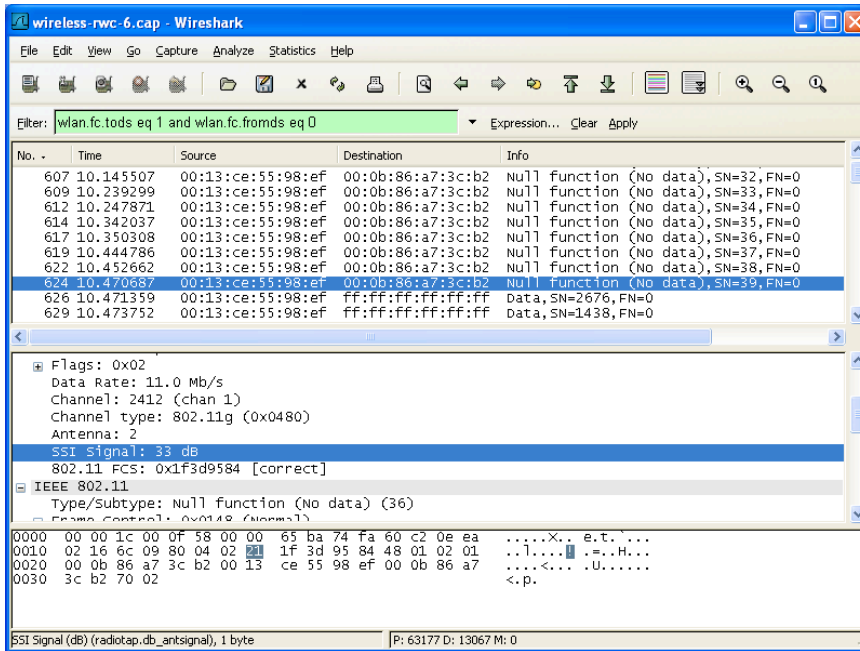 wireless-rwc-6.cap - Wireshark
File Edit View Go Capture Analyze Statistics Help
Filter: wlan.fc.tods eq 1 and wlan.fc.fromds eq 0 Expression... Clear Apply
No. . Time Source Destination Info
607 10.145507 00:13:ce:55:98:ef 00:0b:86:a7:3c:b2 Null function (No data),SN=32,FN=0
609 10.239299 00:13:ce:55:98:ef 00:0b:86:a7:3c:b2 Null function (No data),SN=33,FN=0
612 10.247871 00:13:ce:55:98:ef 00:0b:86:a7:3c:b2 Null function (No data),SN=34,FN=0
614 10.342037 00:13:ce:55:98:ef 00:0b:86:a7:3c:b2 Null function (No data),SN=35,FN=0
617 10.350308 00:13:ce:55:98:ef 00:0b:86:a7:3c:b2 Null function (No data),SN=36,FN=0
619 10.444786 00:13:ce:55:98:ef 00:0b:86:a7:3c:b2 Null function (No data),SN=37,FN=0
622 10.452662 00:13:ce:55:98:ef 00:0b:86:a7:3c:b2 Null function (No data),SN=38,FN=0
624 10.470687 00:13:ce:55:98:ef 00:0b:86:a7:3c:b2 Null function (No data),SN=39,FN=0
626 10.471359 00:13:ce:55:98:ef ff:ff:ff:ff:ff:ff Data,SN=2676,FN=0
629 10.473752 00:13:ce:55:98:ef ff:ff:ff:ff:ff:ff Data,SN=1438,FN=0
Flags: 0x02
Data Rate: 11.0 Mb/s
Channel: 2412 (chan 1)
Channel type: 802.11g (0x0480)
Antenna: 2
SSI Signal: 33 dB
802.11 FCS: 0x1f3d9584 [correct]
IEEE 802.11
Type/Subtype: Null function (No data) (36)
Frame Control: 0x0148 (Normal)
0000 00 00 1c 00 0f 58 00 00 65 ba 74 fa 60 c2 0e ea .....X.. e.t.`...
0010 02 16 6c 09 80 04 02 21 1f 3d 95 84 48 01 02 01 ..l....! .=..H...
0020 00 0b 86 a7 3c b2 00 13 ce 55 98 ef 00 0b 86 a7 ....<... .U......
0030 3c b2 70 02 <.p.
SSI Signal (dB) (radiotap.db_antsignal), 1 byte P: 63177 D: 13067 M: 0